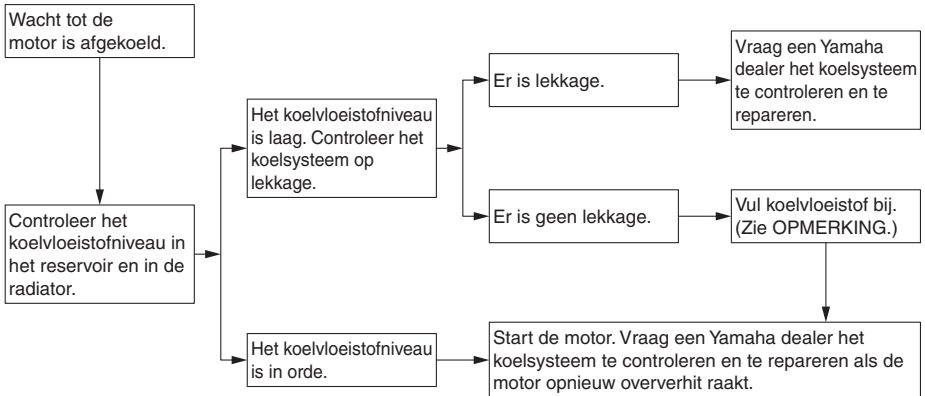 Wacht tot de
motor is afgekoeld.
Controleer het
koelvloeistofniveau in
het reservoir en in de
radiator.
Het koelvloeistofniveau
is laag. Controleer het
koelsysteem op
lekkage.
Er is lekkage.
Vraag een Yamaha
dealer het koelsysteem
te controleren en te
repareren.
Er is geen lekkage.
Vul koelvloeistof bij.
(Zie OPMERKING.)
Het koelvloeistofniveau
is in orde.
Start de motor. Vraag een Yamaha dealer het
koelsysteem te controleren en te repareren als de
motor opnieuw oververhit raakt.